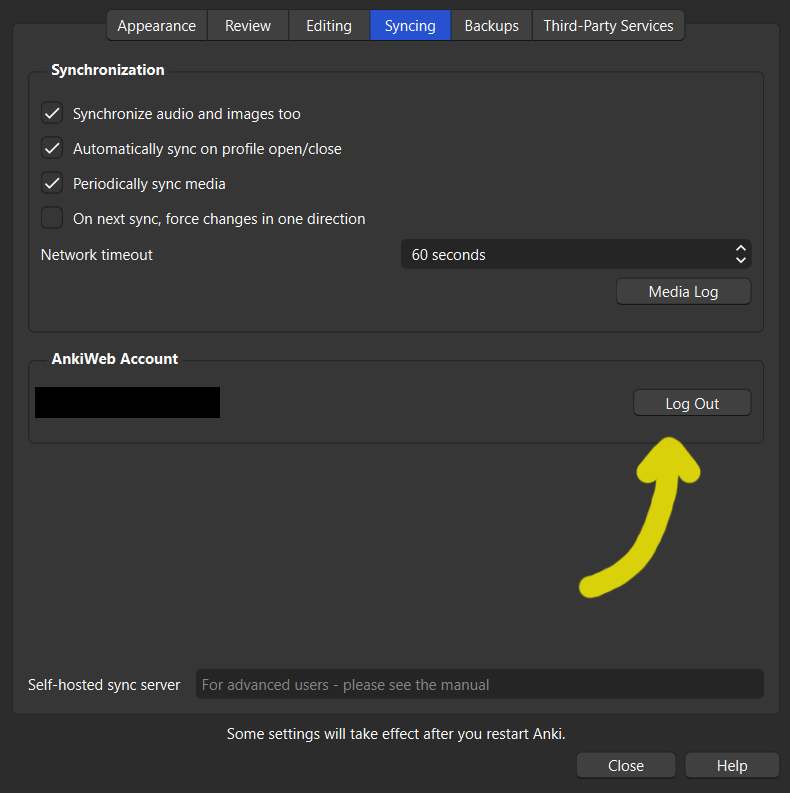 Appearance Review Editing Syncing Backups Third-Party Services
Synchronization
Synchronize audio and images too
Automatically sync on profile open/close
Periodically sync media
On next sync, force changes in one direction
Network timeout 60 seconds
Media Log
AnkiWeb Account
Log Out
Self-hosted sync server For advanced users - please see the manual
Some settings will take effect after you restart Anki.
Close Help